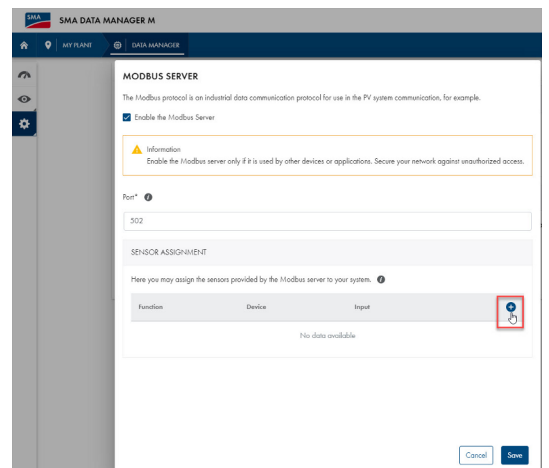 SMA
SMA DATA MANAGER M
MY PLANT
DATA MANAGER
MODBUS SERVER
The Modbus protocol is an industrial data communication protocol for use in the PV system communication, for example.
Enable the Modbus Server
Information
Enable the Modbus server only if it is used by other devices or applications. Secure your network against unauthorized access.
Port*
502
SENSOR ASSIGNMENT
Here you may assign the sensors provided by the Modbus server to your system.
Function Device Input
No data available
Cancel Save